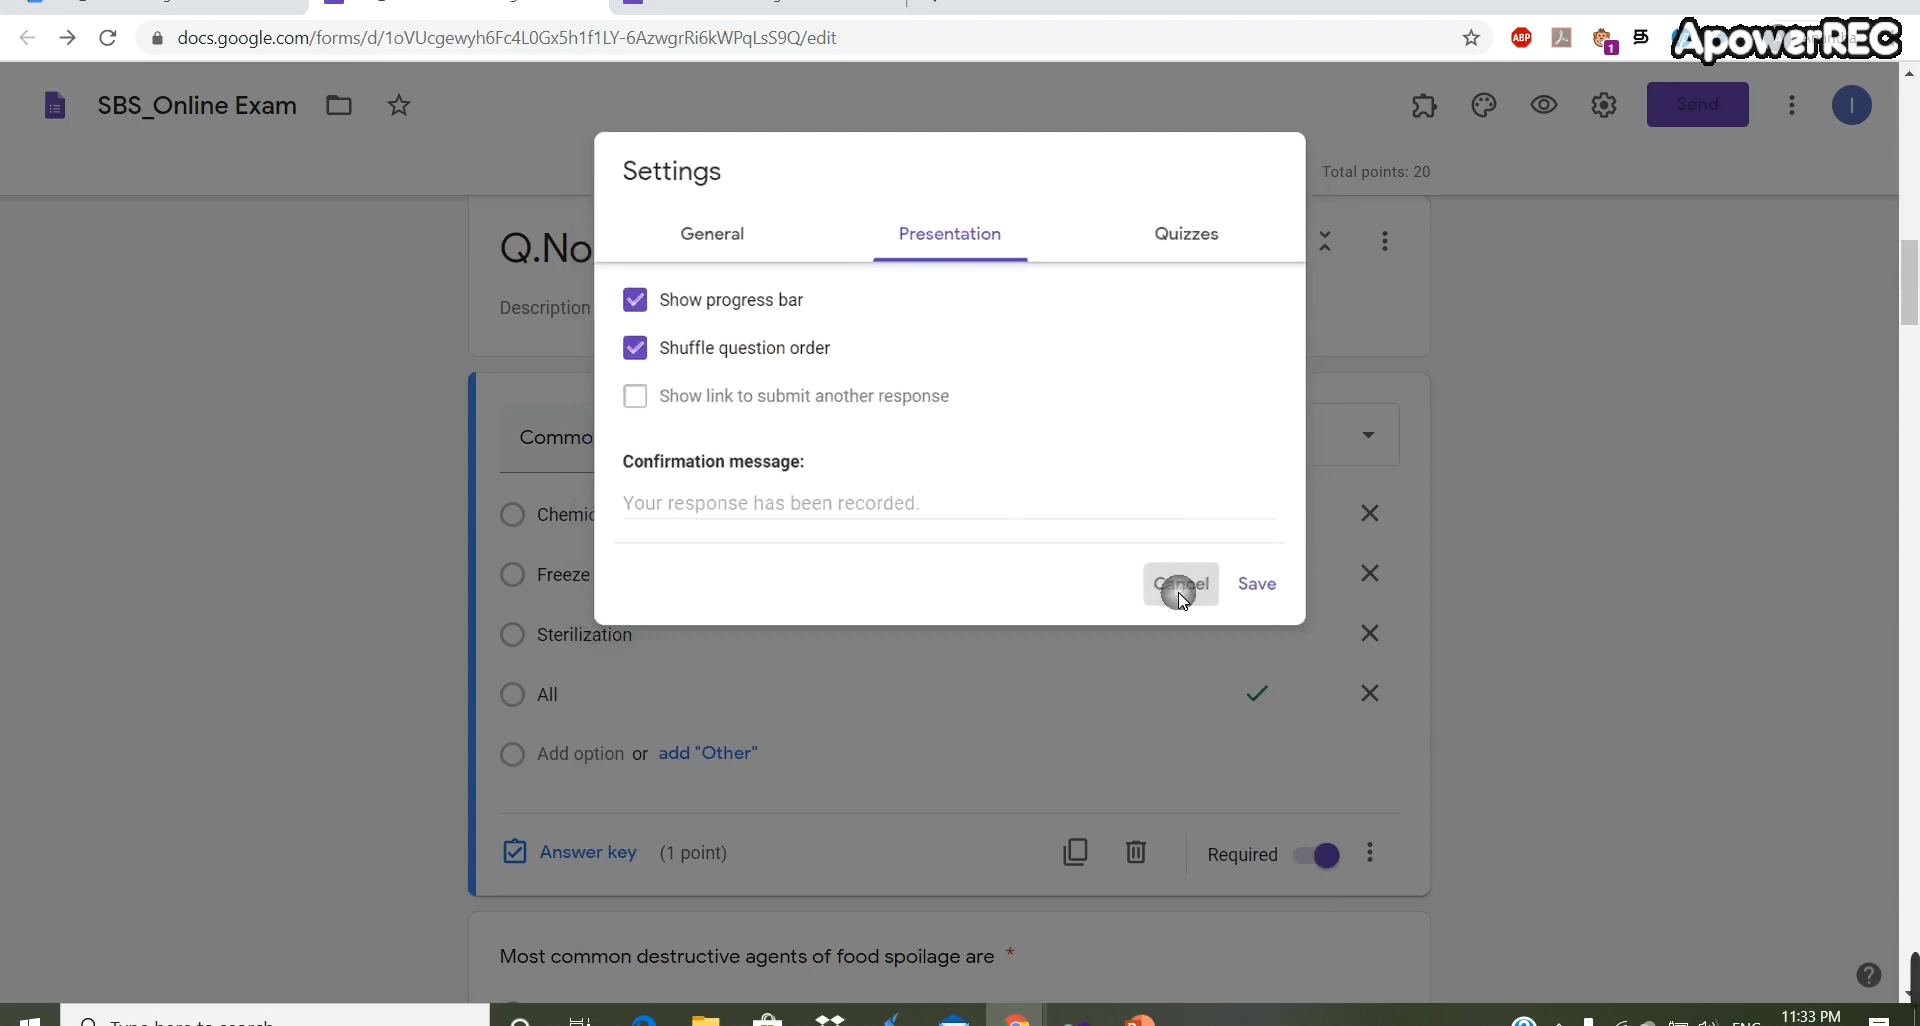 docs.google.com/forms/d/1oVUcgewyh6Fc4L0Gx5h1f1LY-6AzwgrRi6kWPqLsS9Q/edit
ABP
1
ApowerREC
SBS_Online Exam
Send
I
Settings
Total points: 20
General
Presentation
Quizzes
Q.No
Description
Show progress bar
Shuffle question order
Show link to submit another response
Commo
Confirmation message:
Your response has been recorded.
Chemic
Freeze
Cancel
Save
Sterilization
All
Add option or add "Other"
Answer key (1 point)
Required
Most common destructive agents of food spoilage are *
Type here to search
11:33 PM
ENG